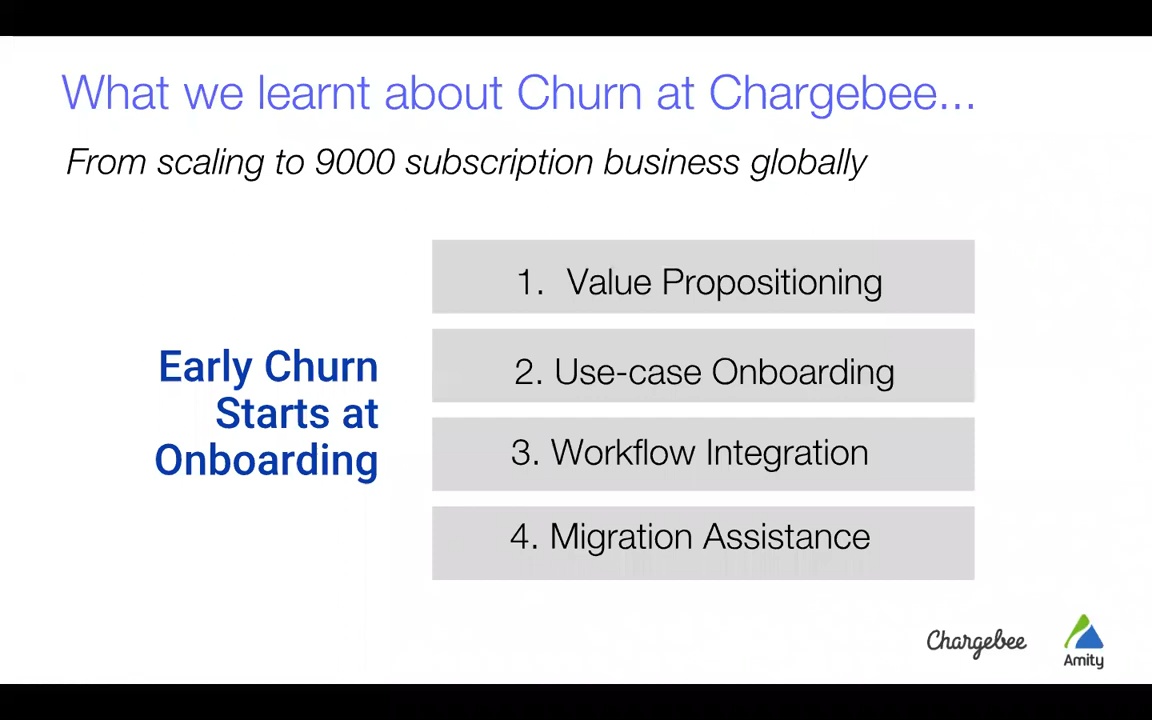 What we learnt about Churn at Chargebee...
From scaling to 9000 subscription business globally
Early Churn
Starts at
Onboarding
1. Value Propositioning
2. Use-case Onboarding
3. Workflow Integration
4. Migration Assistance
Chargebee
Amity